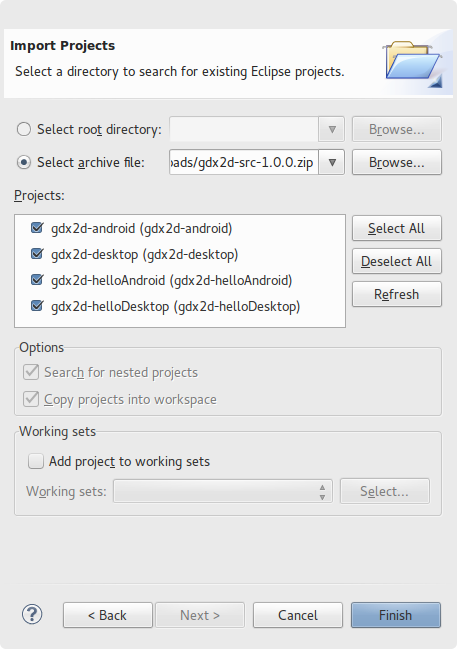 Import Projects
Select a directory to search for existing Eclipse projects.
Select root directory: Browse...
Select archive file: oads/gdx2d-src-1.0.0.zip Browse...
Projects:
gdx2d-android (gdx2d-android) Select All
gdx2d-desktop (gdx2d-desktop) Deselect All
gdx2d-helloAndroid (gdx2d-helloAndroid) Refresh
gdx2d-helloDesktop (gdx2d-helloDesktop)
Options
Search for nested projects
Copy projects into workspace
Working sets
Add project to working sets
Working sets: Select...
? < Back Next > Cancel Finish